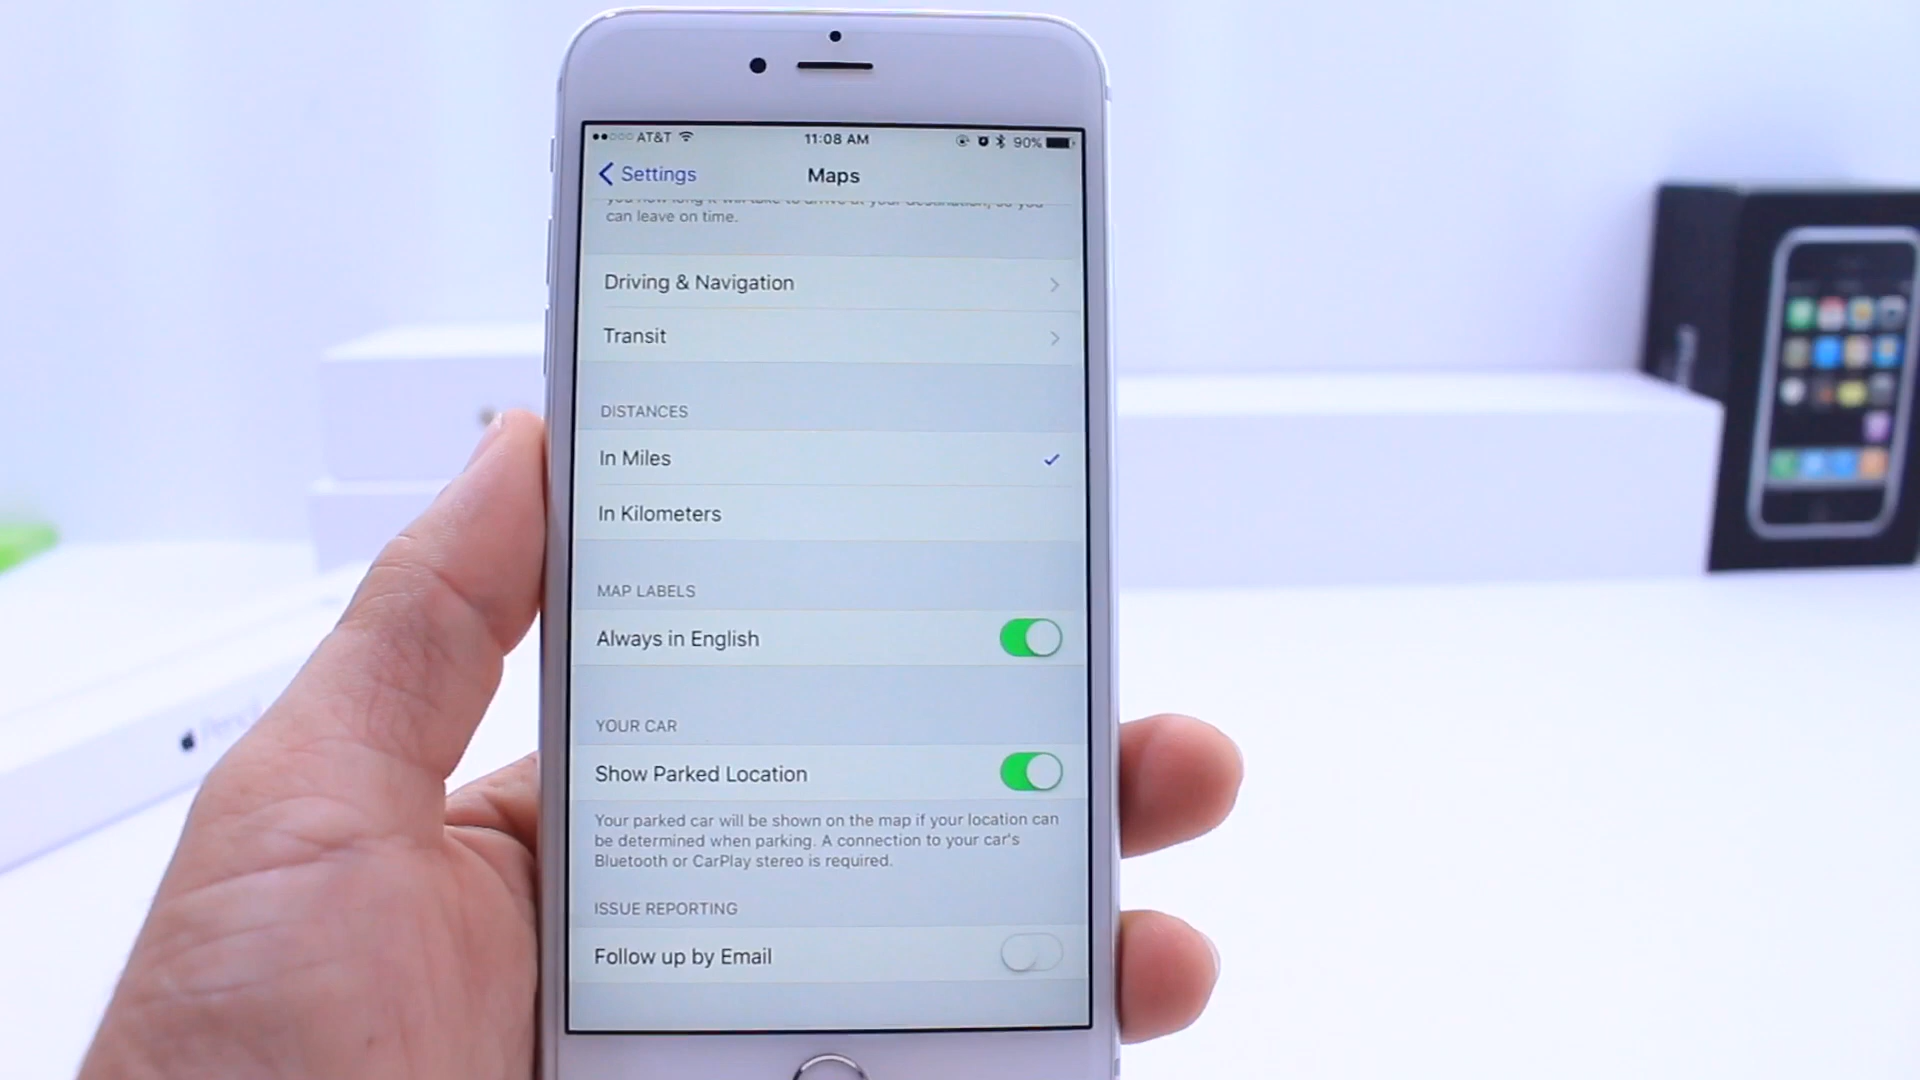 AT&T 11:08 AM 90%
Settings Maps
you how long it will take to arrive at your destination, so you
can leave on time.
Driving & Navigation
Transit
DISTANCES
In Miles
In Kilometers
MAP LABELS
Always in English
YOUR CAR
Show Parked Location
Your parked car will be shown on the map if your location can
be determined when parking. A connection to your car's
Bluetooth or CarPlay stereo is required.
ISSUE REPORTING
Follow up by Email
Pencil